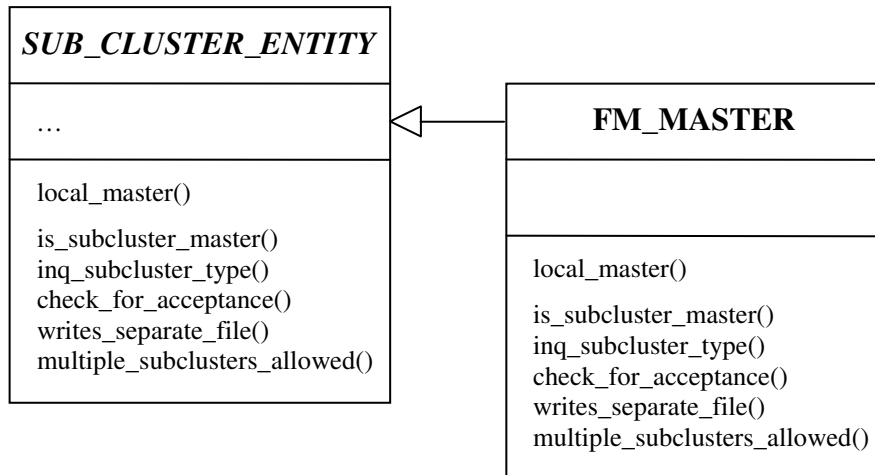 SUB_CLUSTER_ENTITY
…
local_master()
is_subcluster_master()
inq_subcluster_type()
check_for_acceptance()
writes_separate_file()
multiple_subclusters_allowed()
FM_MASTER
local_master()
is_subcluster_master()
inq_subcluster_type()
check_for_acceptance()
writes_separate_file()
multiple_subclusters_allowed()